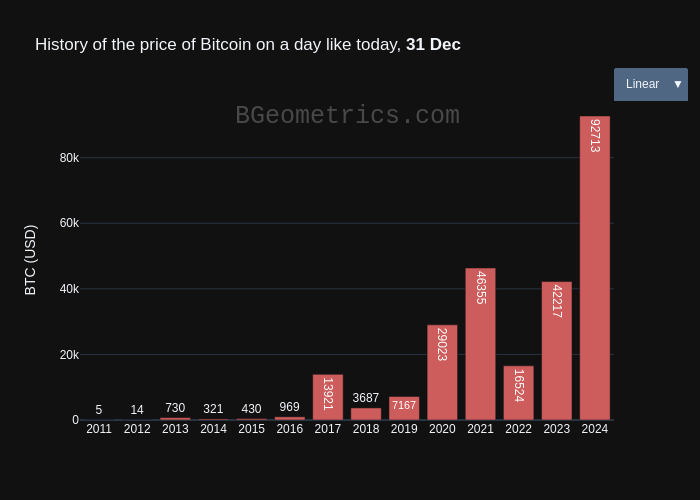 History of the price of Bitcoin on a day like today, 31 Dec
Linear ▼
BGeometrics.com
BTC (USD)
80k
60k
40k
20k
0
5
14
730
321
430
969
13921
3687
7167
29023
46355
16524
42217
92713
2011 2012 2013 2014 2015 2016 2017 2018 2019 2020 2021 2022 2023 2024